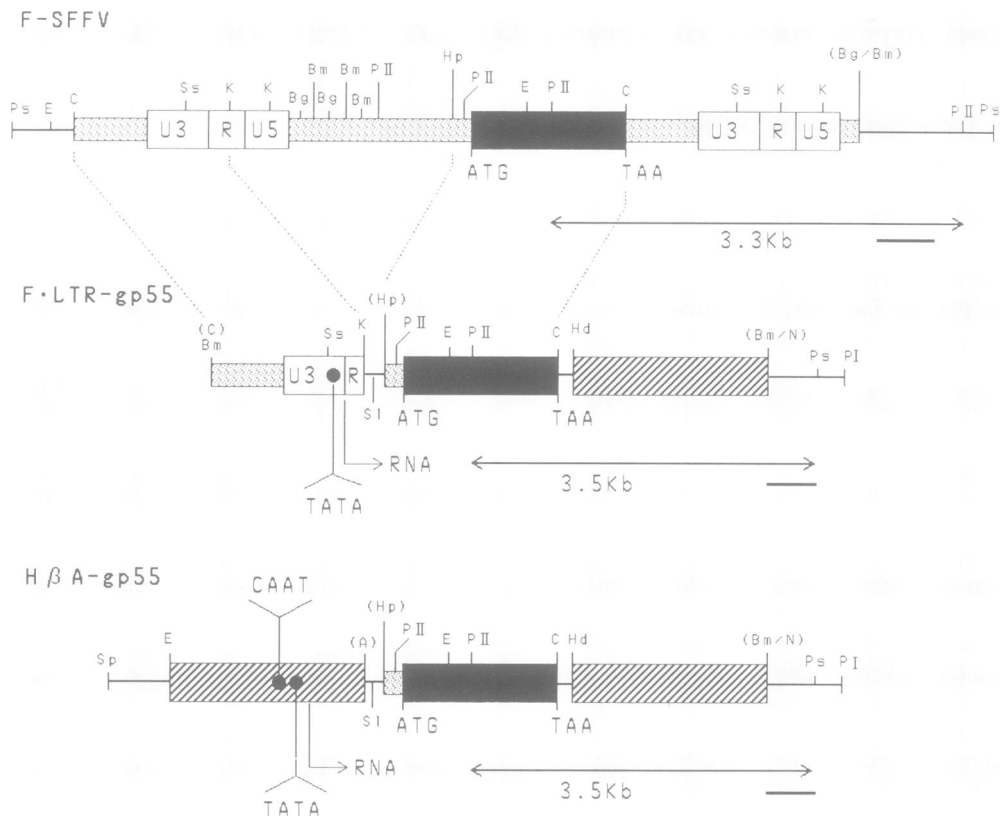 F-SFFV
(Bg/Bm)
Bm Bm PⅡ Hp
Ss K K Bg Bg Bm PⅡ E PⅡ C Ss K K
Ps E C PⅡ Ps
U3 R U5 U3 R U5
ATG TAA
3.3Kb
F·LTR-gp55
(C) (Hp)
Bm Ss K PⅡ E PⅡ C Hd (Bm/N) Ps PI
U3 R
Sl ATG TAA
RNA
TATA
3.5Kb
HβA-gp55
CAAT
(Hp)
Sp E (A) PⅡ E PⅡ C Hd (Bm/N) Ps PI
Sl ATG TAA
RNA
TATA
3.5Kb